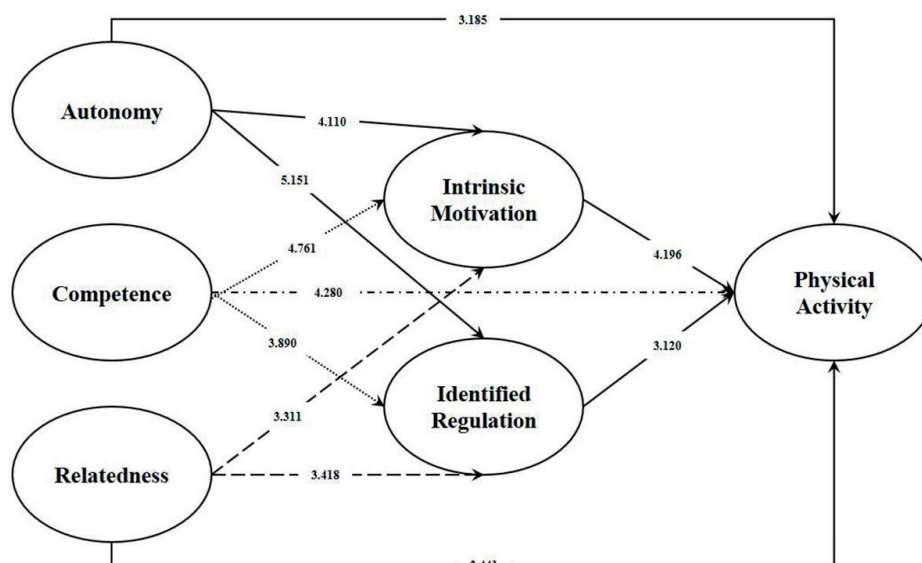 3.185
Autonomy
4.110
5.151
Intrinsic
Motivation
4.761
4.196
Competence
4.280
Physical
Activity
3.890
3.120
Identified
Regulation
3.311
Relatedness
3.418